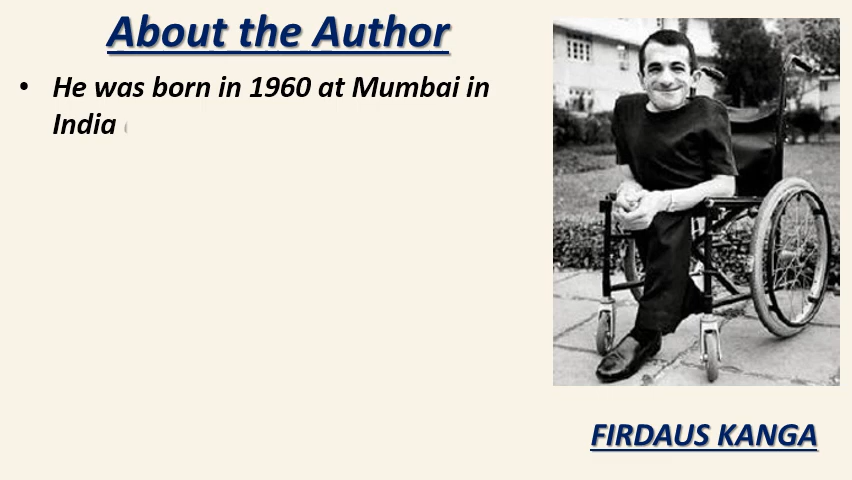 About the Author
• He was born in 1960 at Mumbai in
India
FIRDAUS KANGA